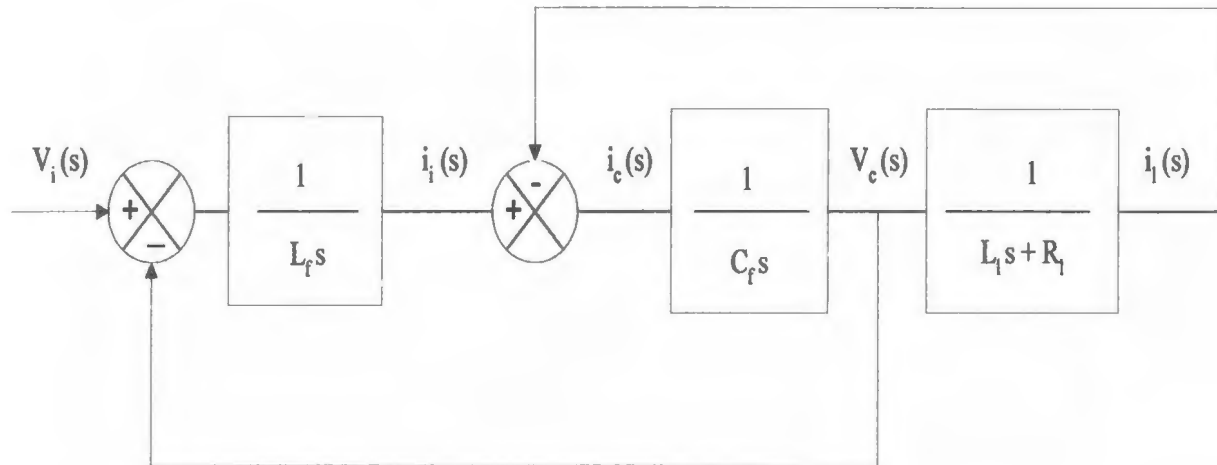 V_i(s)
+
−
1
L_f s
i_i(s)
+
-
i_c(s)
1
C_f s
V_c(s)
1
L_l s + R_l
i_l(s)